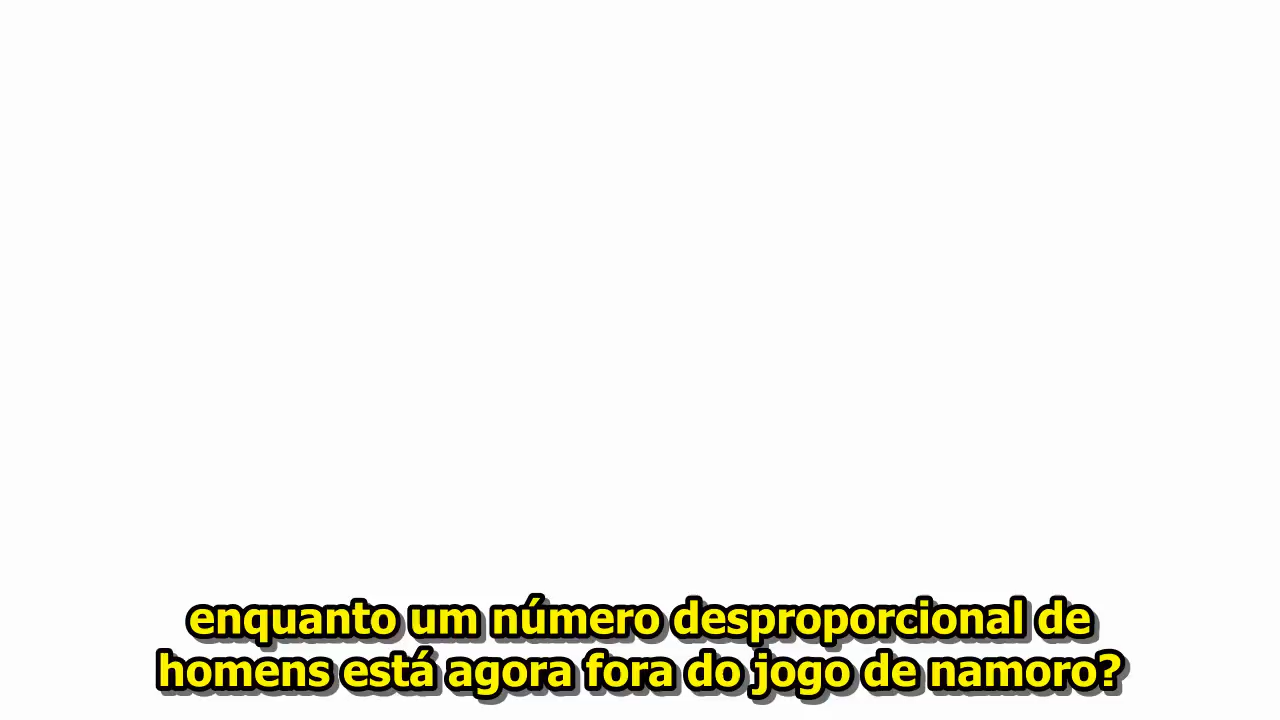 enquanto um número desproporcional de
homens está agora fora do jogo de namoro?